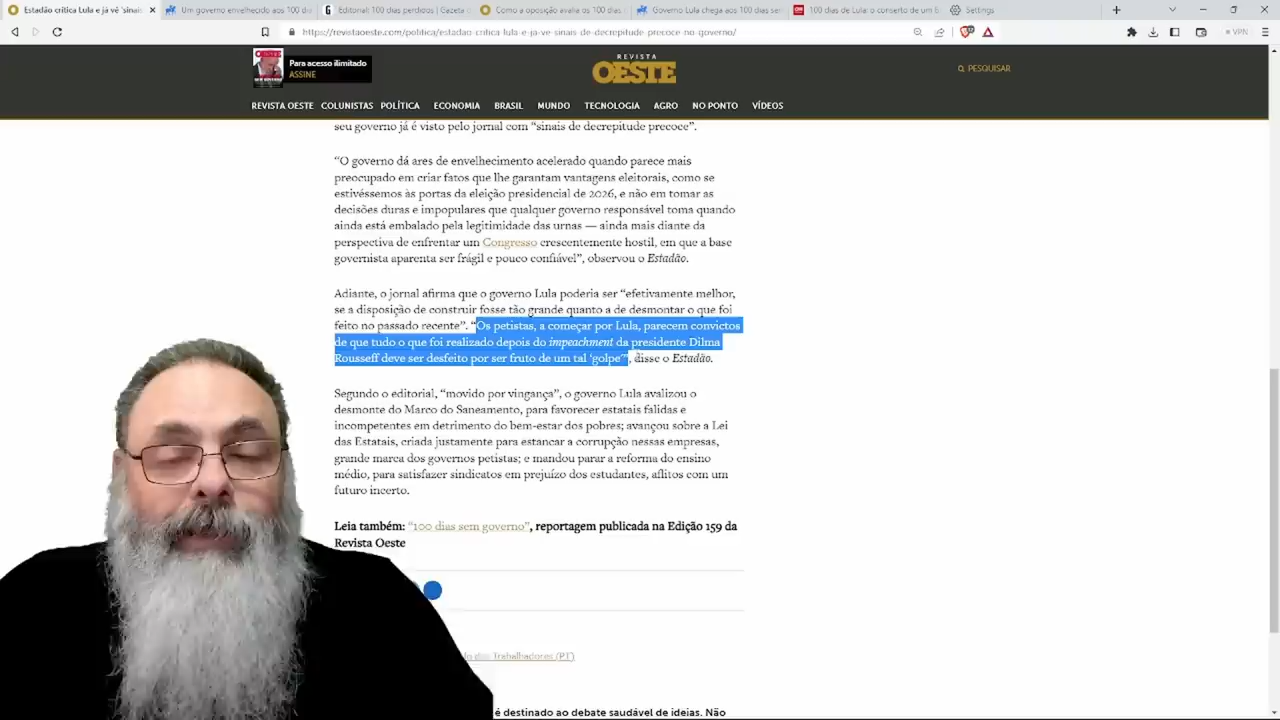 Estadão critica Lula e já vê 'sinais
Um governo envelhecido aos 100 dia
Editorial: 100 dias perdidos | Gazeta d
Como a oposição avalia os 100 dias
Governo Lula chega aos 100 dias ser
100 dias de Lula: o conserto de um B
Settings
https://revistaoeste.com/politica/estadao-critica-lula-e-ja-ve-sinais-de-decrepitude-precoce-no-governo/
VPN
Para acesso ilimitado
ASSINE
REVISTA
OESTE
PESQUISAR
REVISTA OESTE COLUNISTAS POLÍTICA ECONOMIA BRASIL MUNDO TECNOLOGIA AGRO NO PONTO VÍDEOS
seu governo já é visto pelo jornal com “sinais de decrepitude precoce”.
“O governo dá ares de envelhecimento acelerado quando parece mais
preocupado em criar fatos que lhe garantam vantagens eleitorais, como se
estivéssemos às portas da eleição presidencial de 2026, e não em tomar as
decisões duras e impopulares que qualquer governo responsável toma quando
ainda está embalado pela legitimidade das urnas — ainda mais diante da
perspectiva de enfrentar um Congresso crescentemente hostil, em que a base
governista aparenta ser frágil e pouco confiável”, observou o Estadão.
Adiante, o jornal afirma que o governo Lula poderia ser “efetivamente melhor,
se a disposição de construir fosse tão grande quanto a de desmontar o que foi
feito no passado recente”. “Os petistas, a começar por Lula, parecem convictos
de que tudo o que foi realizado depois do impeachment da presidente Dilma
Rousseff deve ser desfeito por ser fruto de um tal ‘golpe’”, disse o Estadão.
Segundo o editorial, “movido por vingança”, o governo Lula avalizou o
desmonte do Marco do Saneamento, para favorecer estatais falidas e
incompetentes em detrimento do bem-estar dos pobres; avançou sobre a Lei
das Estatais, criada justamente para estancar a corrupção nessas empresas,
grande marca dos governos petistas; e mandou parar a reforma do ensino
médio, para satisfazer sindicatos em prejuízo dos estudantes, aflitos com um
futuro incerto.
Leia também: “100 dias sem governo”, reportagem publicada na Edição 159 da
Revista Oeste
dos Trabalhadores (PT)
é destinado ao debate saudável de ideias. Não